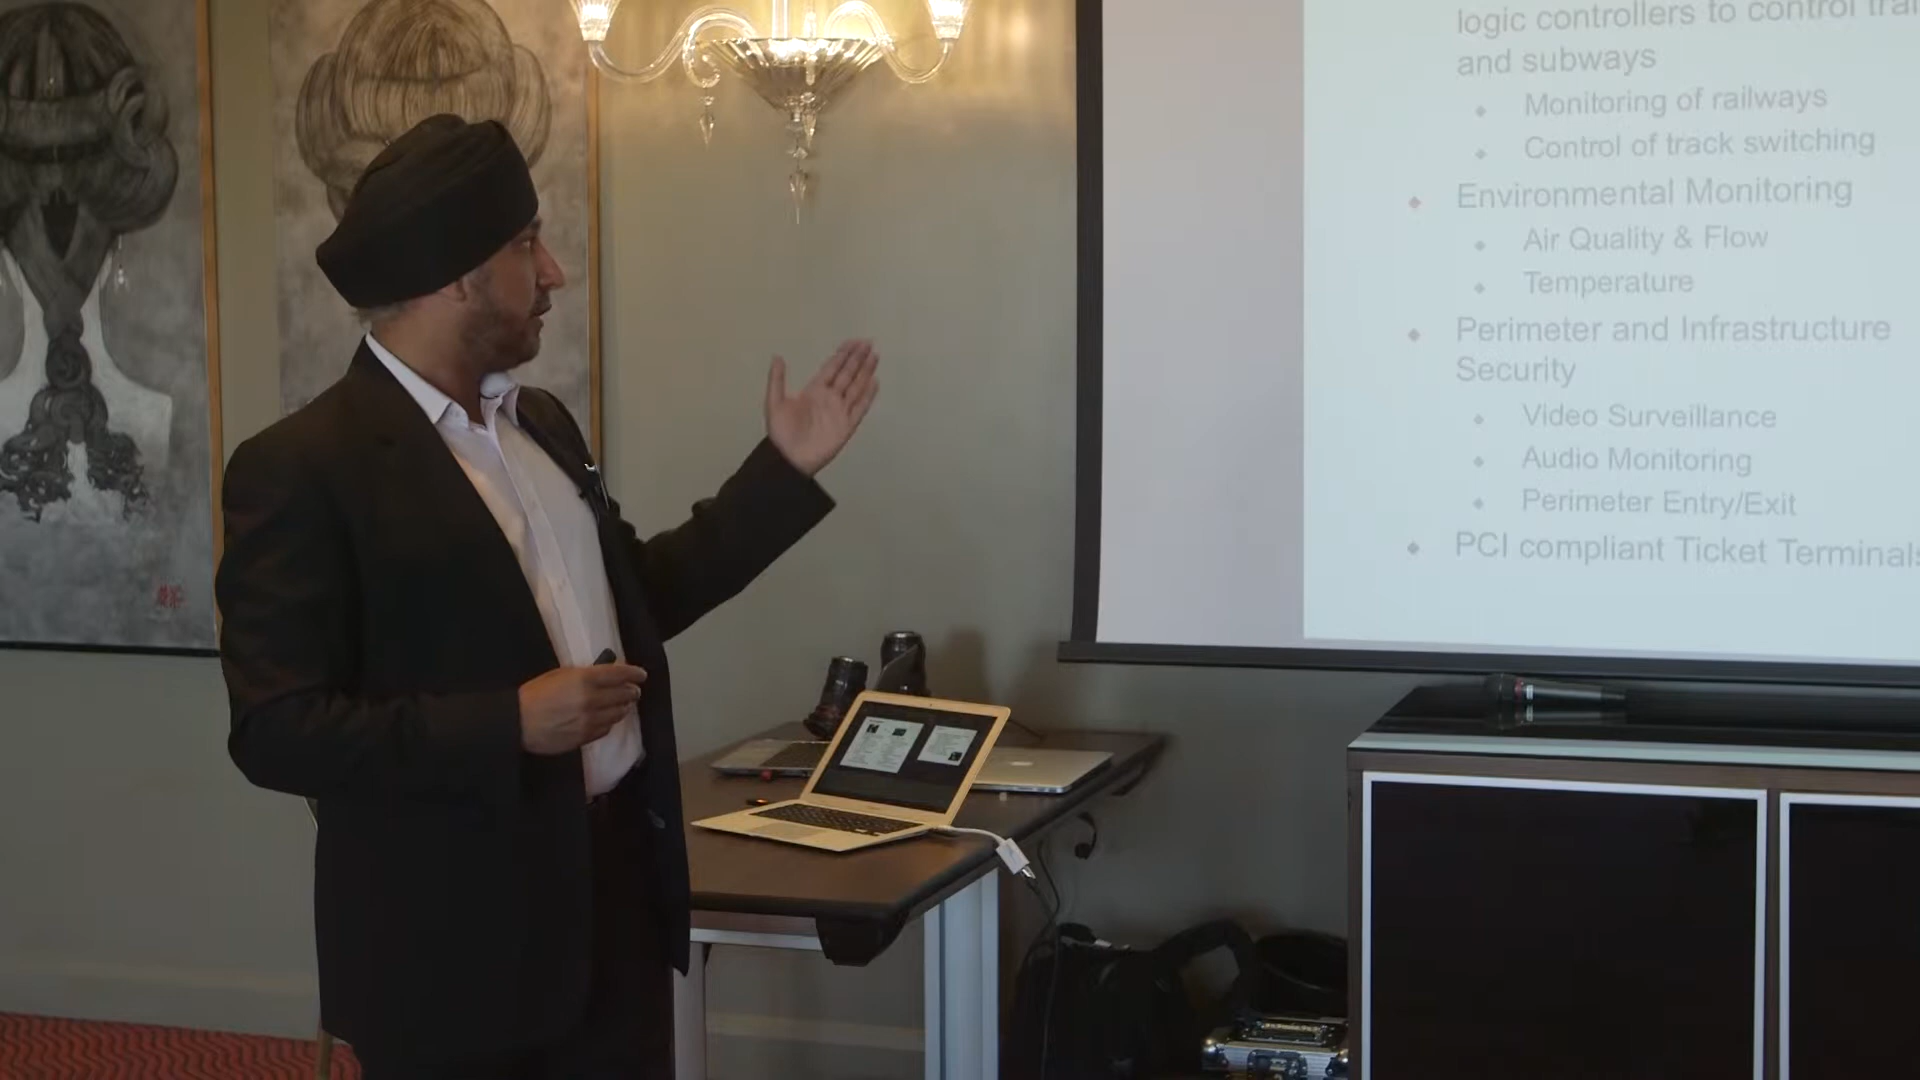 logic controllers to control
and subways
Monitoring of railways
Control of track switching
Environmental Monitoring
Air Quality & Flow
Temperature
Perimeter and Infrastructure
Security
Video Surveillance
Audio Monitoring
Perimeter Entry/Exit
PCI compliant Ticket Terminals